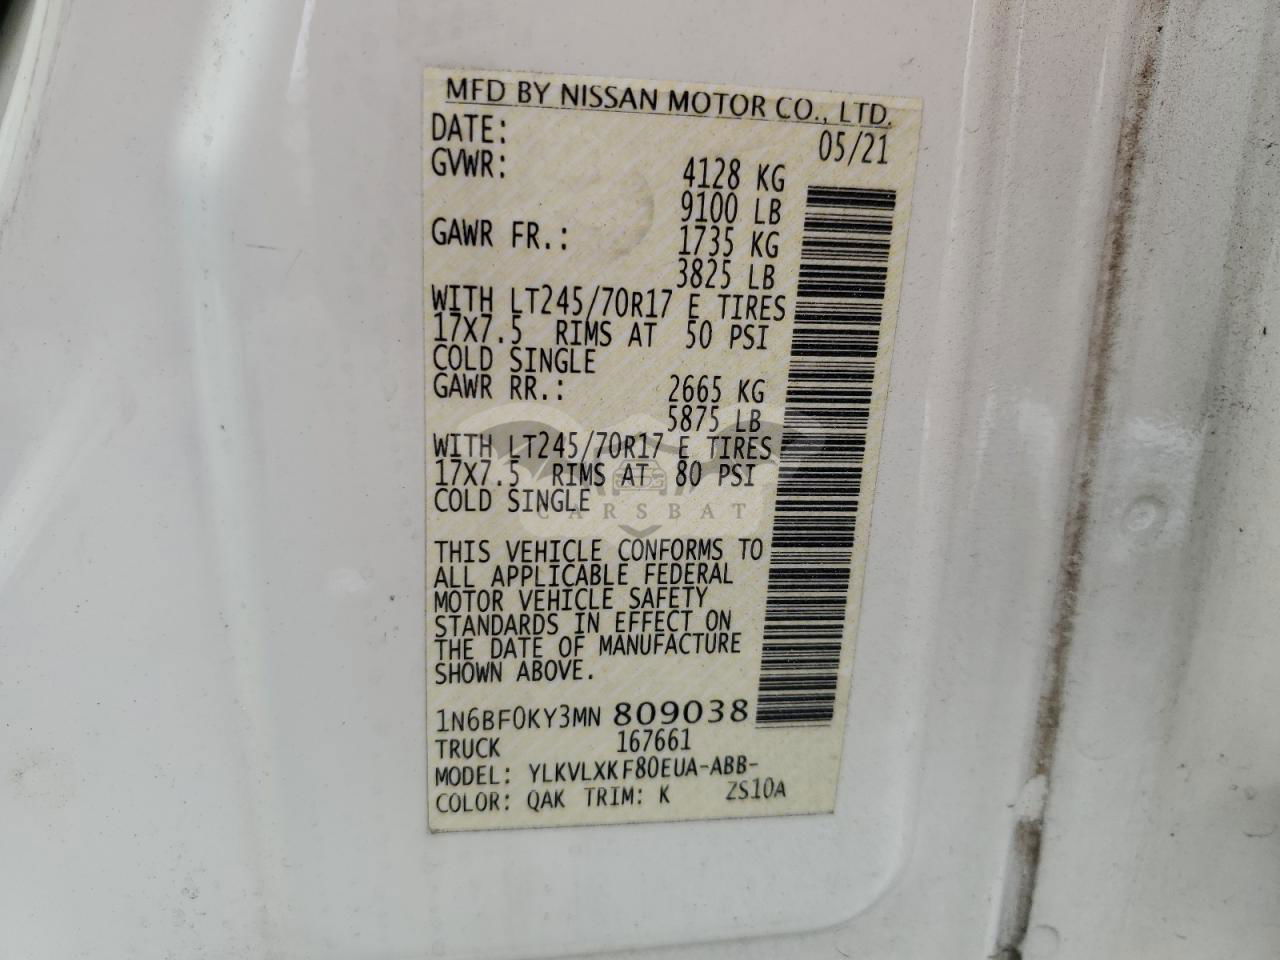 MFD BY NISSAN MOTOR CO., LTD.
DATE: 05/21
GVWR: 4128 KG
9100 LB
GAWR FR.: 1735 KG
3825 LB
WITH LT245/70R17 E TIRES
17X7.5 RIMS AT 50 PSI
COLD SINGLE
GAWR RR.: 2665 KG
5875 LB
WITH LT245/70R17 E TIRES
17X7.5 RIMS AT 80 PSI
COLD SINGLE
CARSBAT
THIS VEHICLE CONFORMS TO
ALL APPLICABLE FEDERAL
MOTOR VEHICLE SAFETY
STANDARDS IN EFFECT ON
THE DATE OF MANUFACTURE
SHOWN ABOVE.
1N6BF0KY3MN 809038
TRUCK 167661
MODEL: YLKVLXKF80EUA-ABB-
COLOR: QAK TRIM: K ZS10A